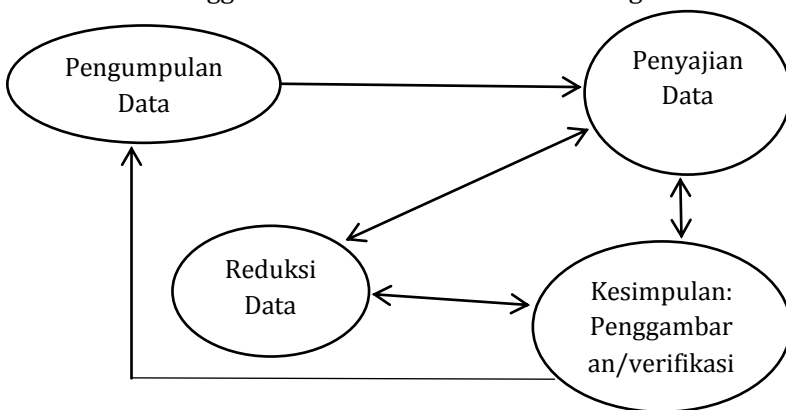 Pengumpulan
Data
Penyajian
Data
Reduksi
Data
Kesimpulan:
Penggambar
an/verifikasi